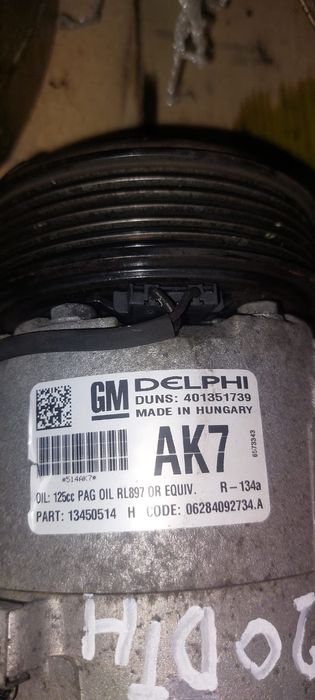 GM DELPHI
DUNS: 401351739
MADE IN HUNGARY
AK7
6573343
*514AK7*
OIL: 125cc PAG OIL RL897 OR EQUIV. R-134a
PART: 13450514 H CODE: 06284092734.A
20DTH